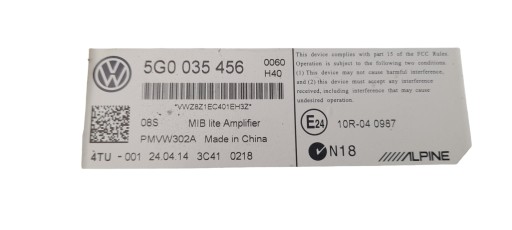 5G0 035 456 0060
H40
*VWZ8Z1EC401EH3Z*
08S MIB lite Amplifier
PMVW302A Made in China
4TU - 001 24.04.14 3C41 0218
This device complies with part 15 of the FCC Rules
Operation is subject to the following two conditions.
(1) This device may not cause harmful interference,
and (2) this device must accept any interference
received, including interference that may cause
undesired operation.
E24 10R-04 0987
N18 ALPINE